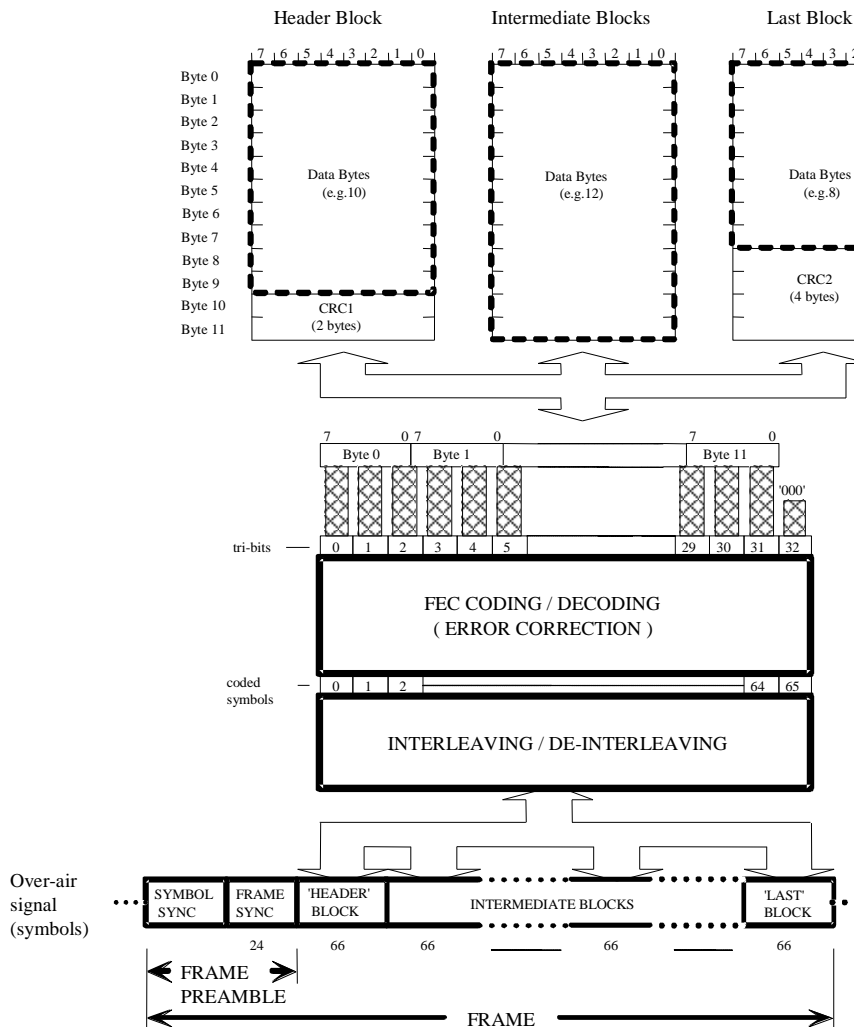 Header Block
Intermediate Blocks
Last Block
7 6 5 4 3 2 1 0
7 6 5 4 3 2 1 0
7 6 5 4 3
Byte 0
Byte 1
Byte 2
Byte 3
Byte 4
Byte 5
Byte 6
Byte 7
Byte 8
Byte 9
Byte 10
Byte 11
Data Bytes
(e.g.10)
CRC1
(2 bytes)
Data Bytes
(e.g.12)
Data Bytes
(e.g.8)
CRC2
(4 bytes)
7 0 7 0 7 0
Byte 0 Byte 1 Byte 11
'000'
tri-bits 0 1 2 3 4 5 29 30 31 32
FEC CODING / DECODING
( ERROR CORRECTION )
coded
symbols
0 1 2 64 65
INTERLEAVING / DE-INTERLEAVING
Over-air
signal
(symbols)
SYMBOL
SYNC
FRAME
SYNC
'HEADER'
BLOCK
INTERMEDIATE BLOCKS
'LAST'
BLOCK
24 66 66 66 66
FRAME
PREAMBLE
FRAME